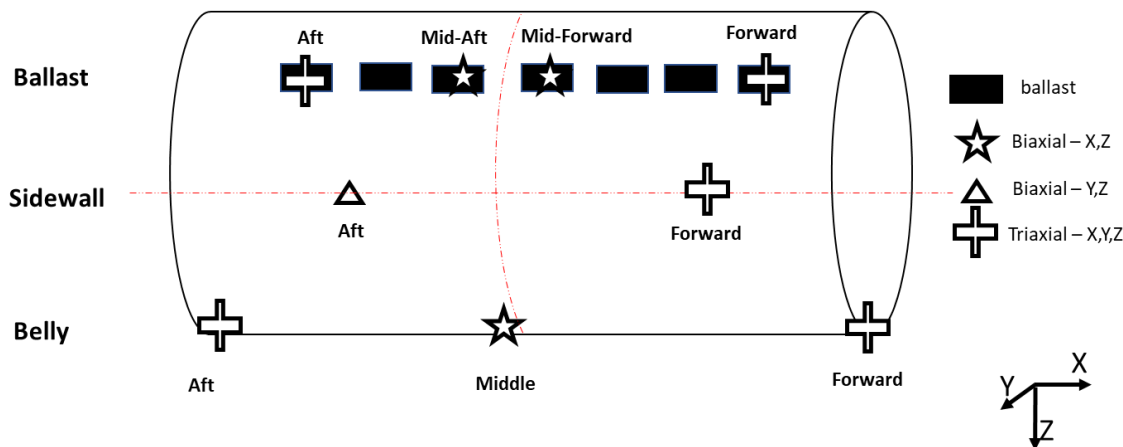 Aft
Mid-Aft
Mid-Forward
Forward
Ballast
ballast
Biaxial – X,Z
Sidewall
Biaxial – Y,Z
Aft
Forward
Triaxial – X,Y,Z
Belly
Aft
Middle
Forward
X
Y
Z